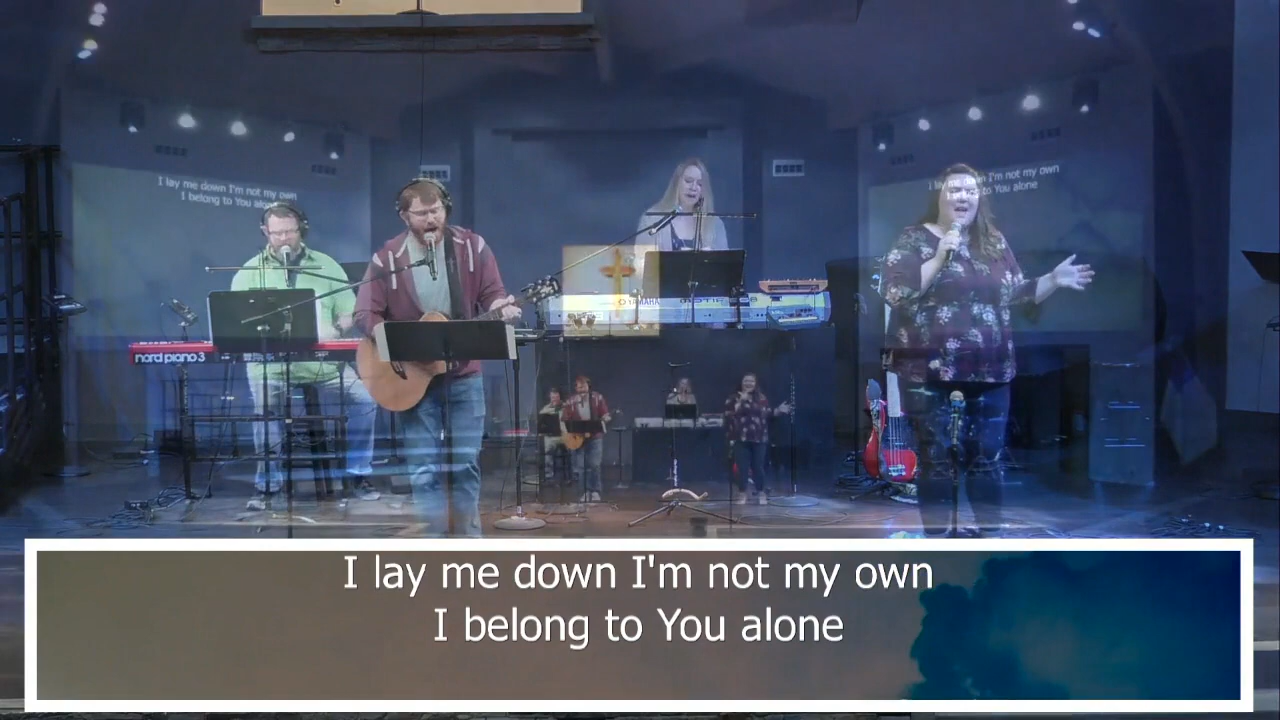 I lay me down I'm not my own
I belong to You alone
I lay me down I'm not my own
to You alone
nord piano 3
YAMAHA
MOTIF
I lay me down I'm not my own
I belong to You alone